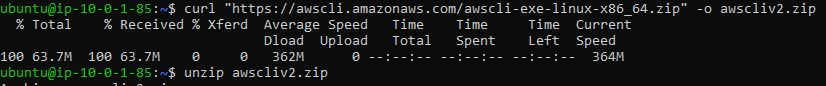 ubuntu@ip-10-0-1-85:~$ curl "https://awscli.amazonaws.com/awscli-exe-linux-x86_64.zip" -o awscliv2.zip
  % Total    % Received % Xferd  Average Speed   Time    Time     Time  Current
                                 Dload  Upload   Total   Spent    Left  Speed
100 63.7M  100 63.7M    0     0   362M      0 --:--:-- --:--:-- --:--:--  364M
ubuntu@ip-10-0-1-85:~$ unzip awscliv2.zip